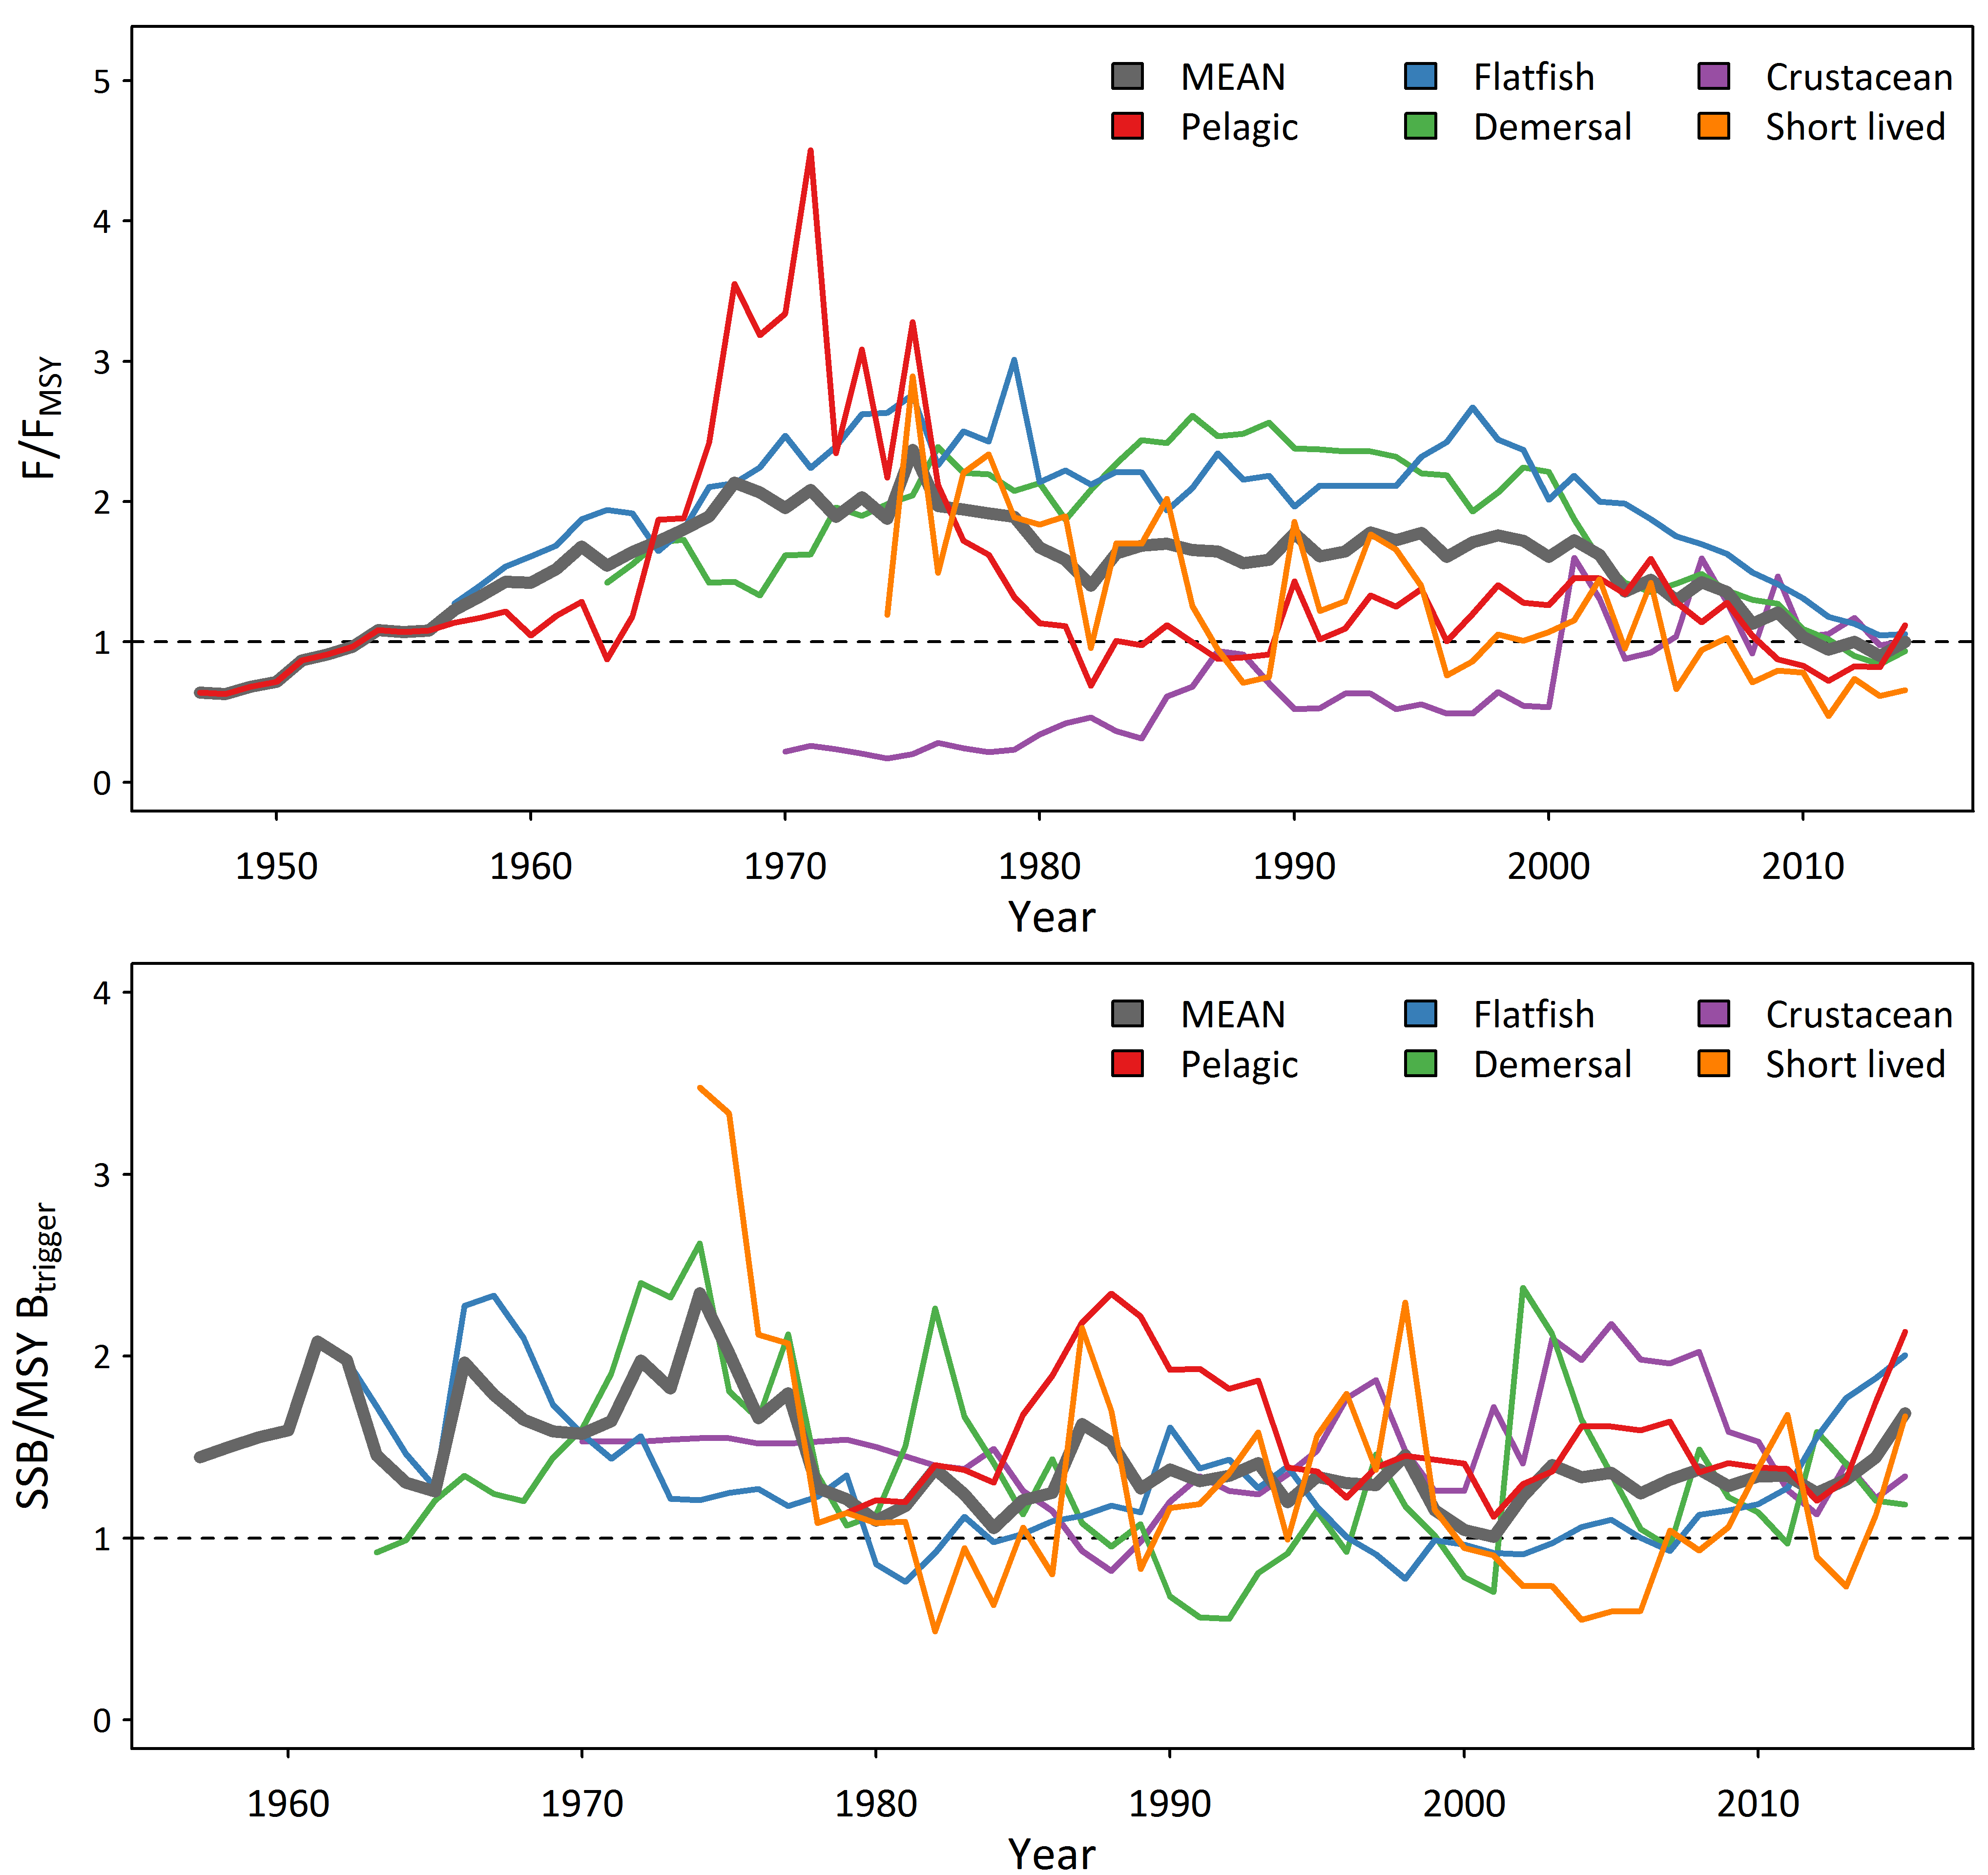 MEAN Flatfish Crustacean
Pelagic Demersal Short lived
5
4
3
2
1
0
F/FMSY
1950 1960 1970 1980 1990 2000 2010
Year
MEAN Flatfish Crustacean
Pelagic Demersal Short lived
4
3
2
1
0
SSB/MSY Btrigger
1960 1970 1980 1990 2000 2010
Year